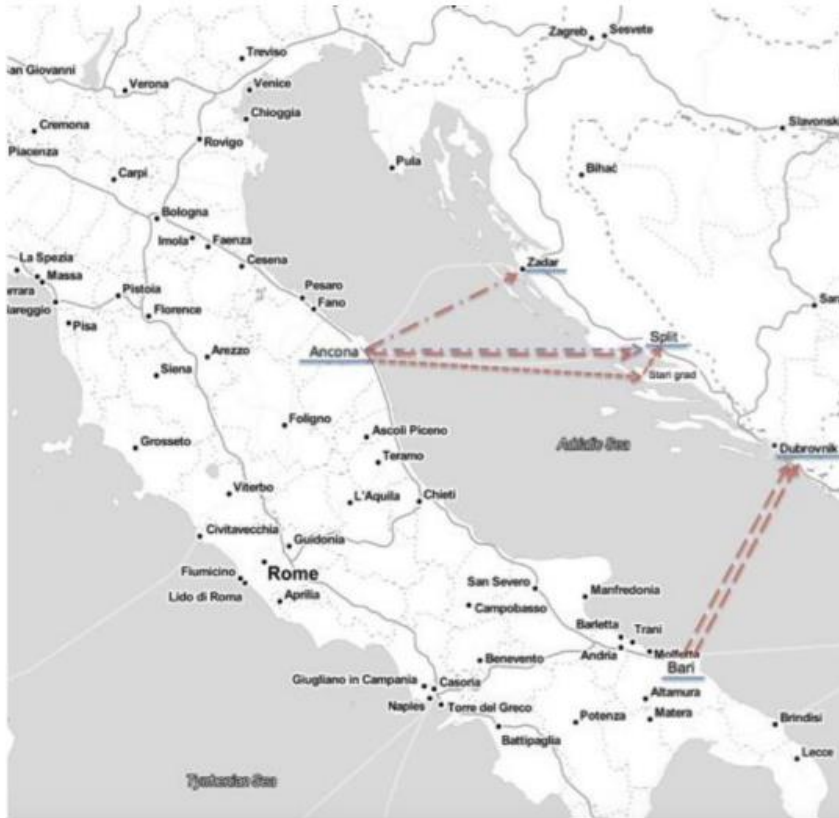 Zagreb
Sesvete
Treviso
an Giovanni
Verona
Venice
Chioggia
Cremona
Slavonsk
Rovigo
Piacenza
Pula
Carpi
Bihać
Bologna
Imola
Faenza
La Spezia
Cesena
Zadar
Massa
Pesaro
rrara
Pistoia
Fano
iareggio
Florence
San
Pisa
Split
Ancona
Arezzo
Siena
Stari grad
Foligno
Ascoli Piceno
Grosseto
Adriatic Sea
Dubrovnik
Teramo
Viterbo
L'Aquila
Chieti
Civitavecchia
Guidonia
Rome
Fiumicino
San Severo
Manfredonia
Lido di Roma
Aprilia
Campobasso
Barletta
Trani
Andria
Molfetta
Benevento
Bari
Giugliano in Campania
Casoria
Altamura
Naples
Torre del Greco
Potenza
Matera
Brindisi
Battipaglia
Lecce
Tyrrhenian Sea